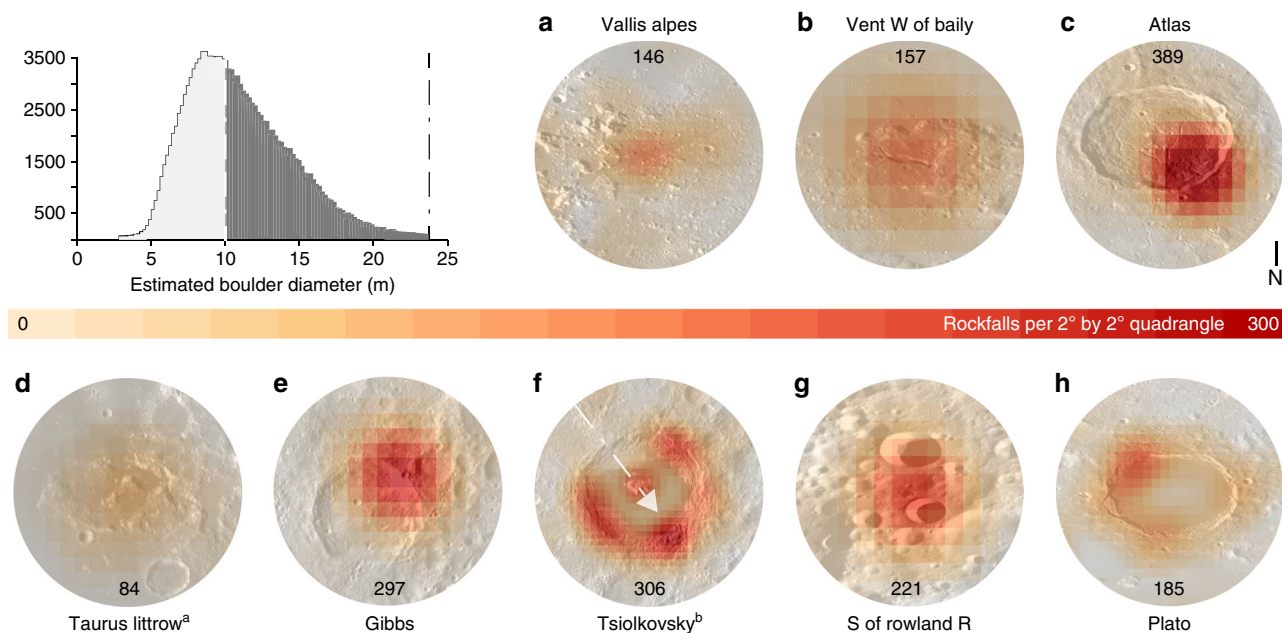 a
Vallis alpes
146
b
Vent W of baily
157
c
Atlas
389
N
3500
2500
1500
500
0
5
10
15
20
25
Estimated boulder diameter (m)
0
Rockfalls per 2° by 2° quadrangle
300
d
84
Taurus littrowª
e
297
Gibbs
f
306
Tsiolkovskyᵇ
g
221
S of rowland R
h
185
Plato